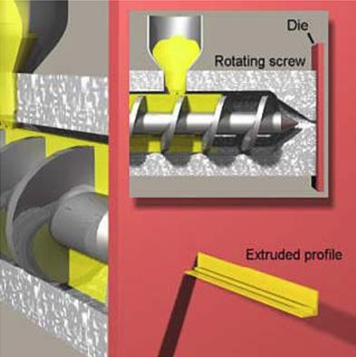 Die
Rotating screw
Extruded profile